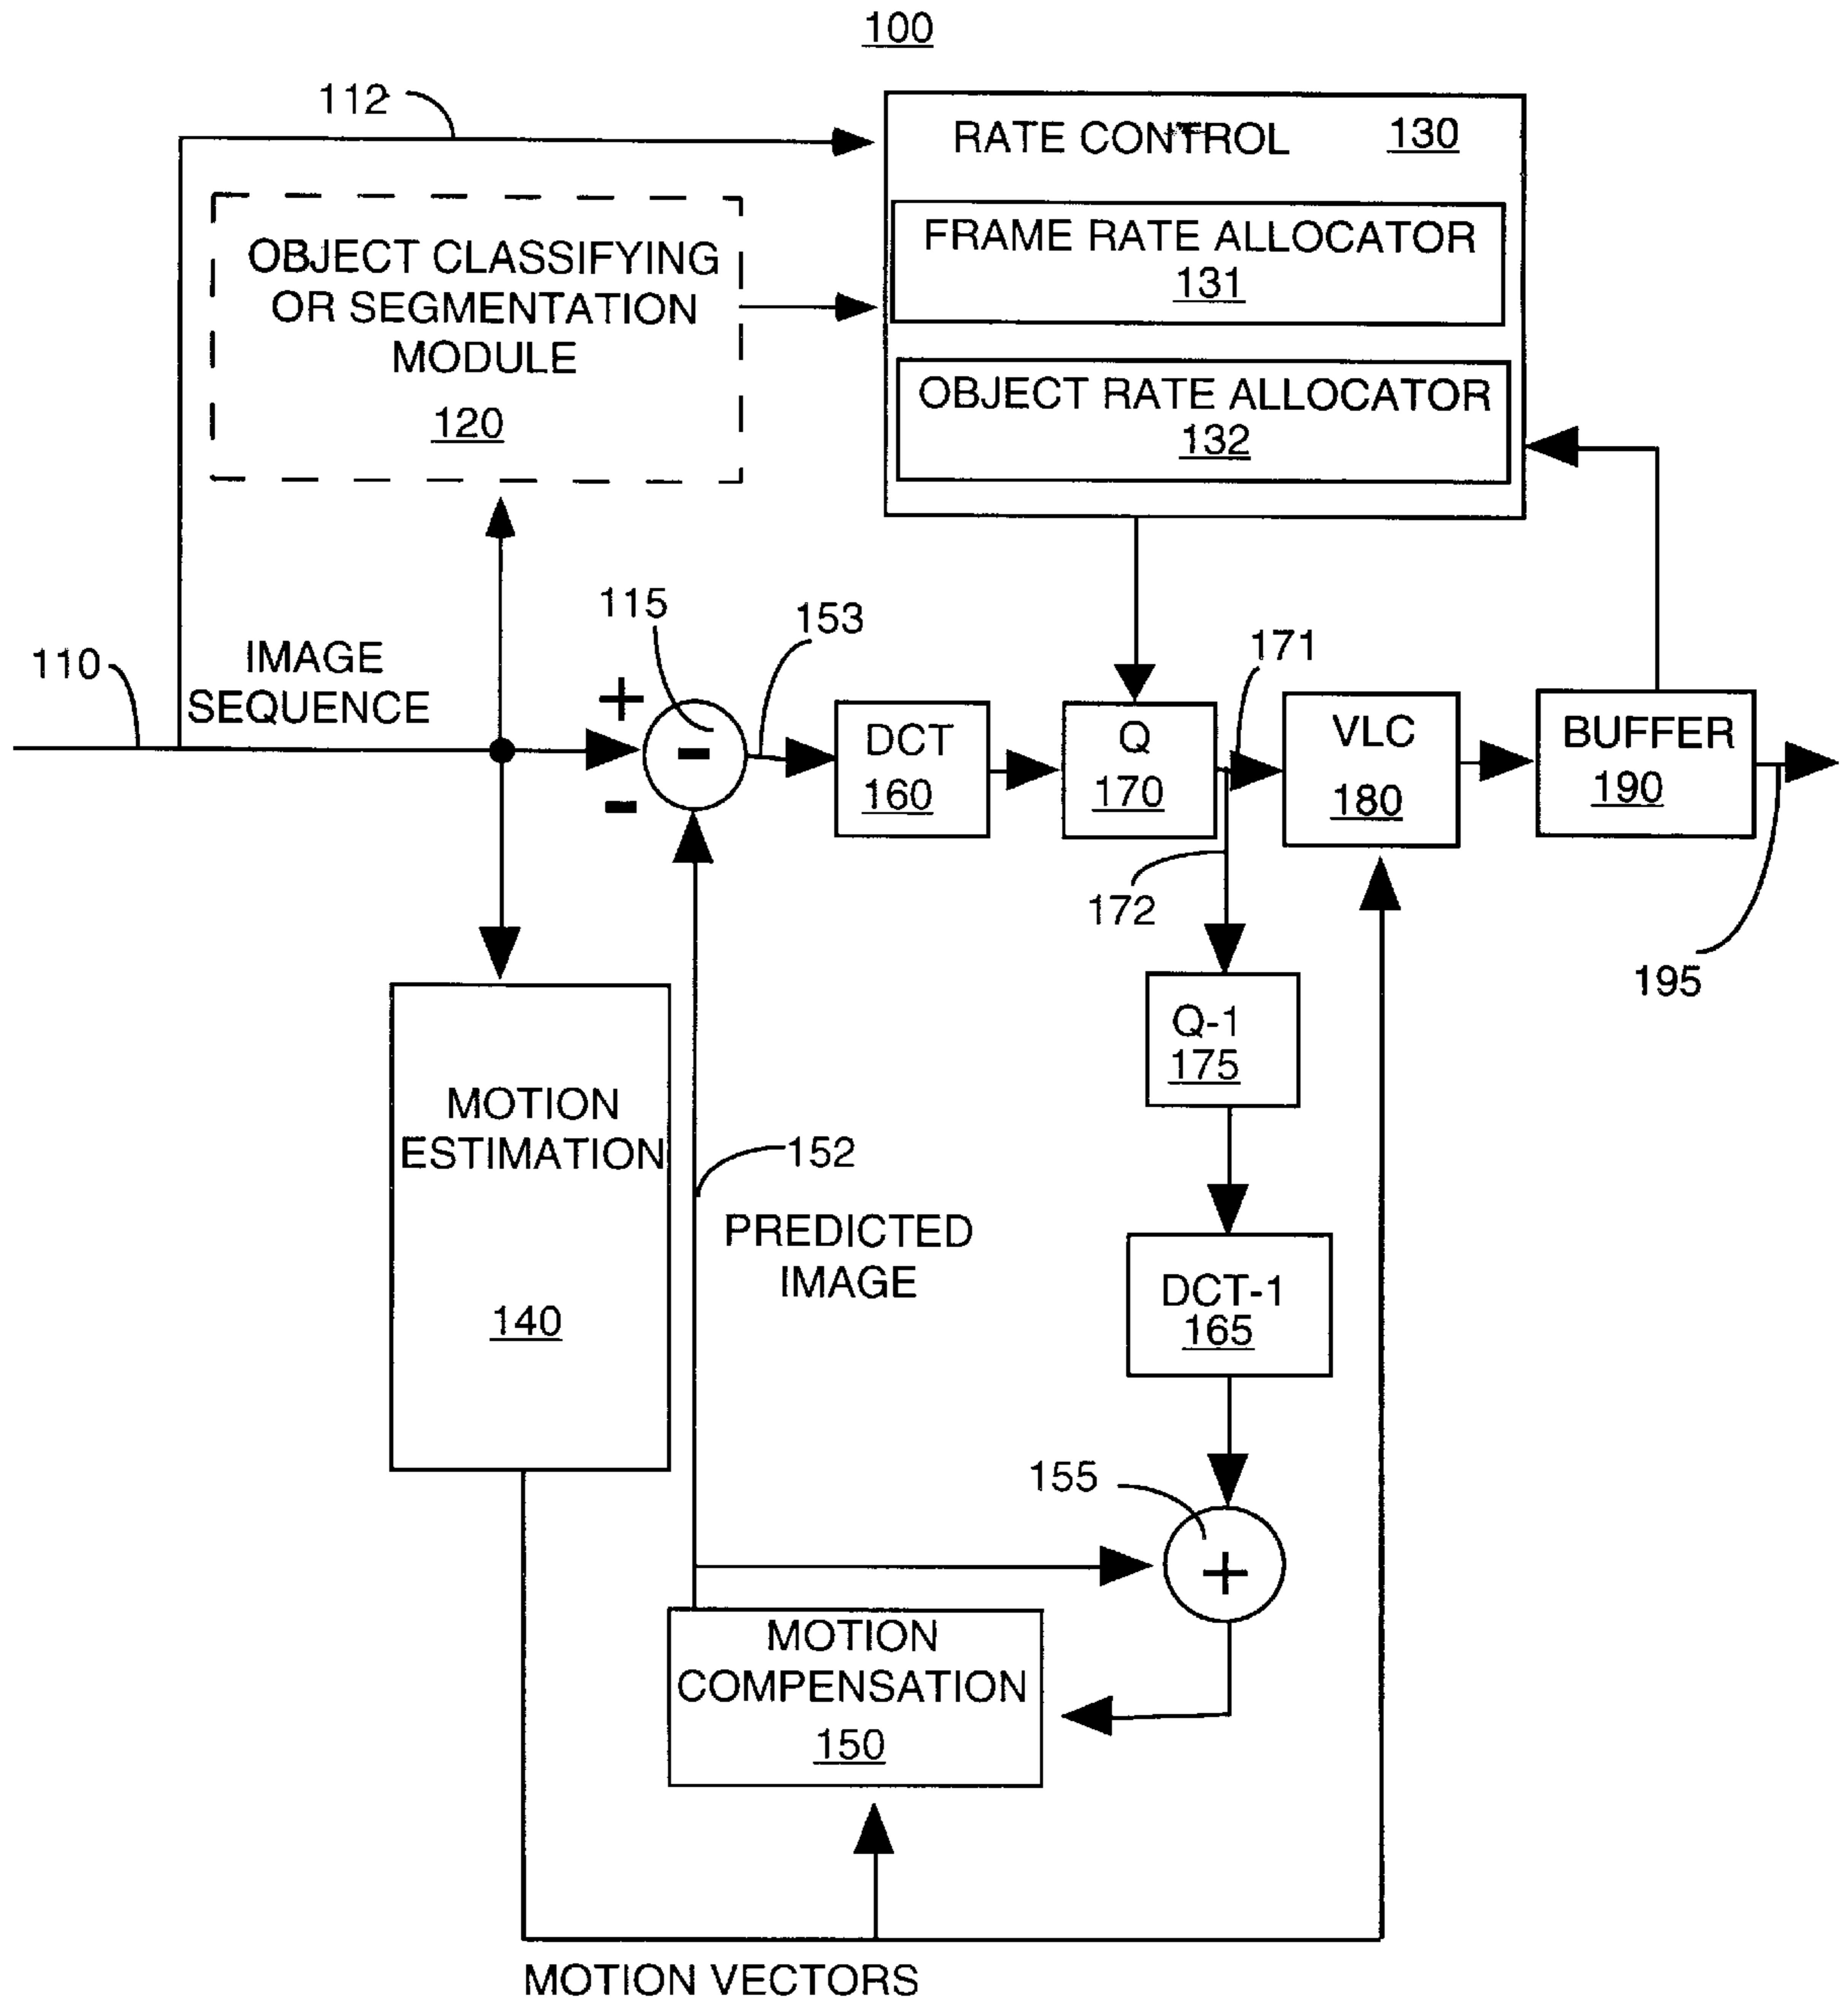 100
112
RATE CONTROL 130
FRAME RATE ALLOCATOR
131
OBJECT CLASSIFYING
OR SEGMENTATION
MODULE
120
OBJECT RATE ALLOCATOR
132
110
IMAGE
SEQUENCE
115
153
171
+
-
-
DCT
160
Q
170
VLC
180
BUFFER
190
172
195
Q-1
175
MOTION
ESTIMATION
140
152
PREDICTED
IMAGE
DCT-1
165
155
+
MOTION
COMPENSATION
150
MOTION VECTORS